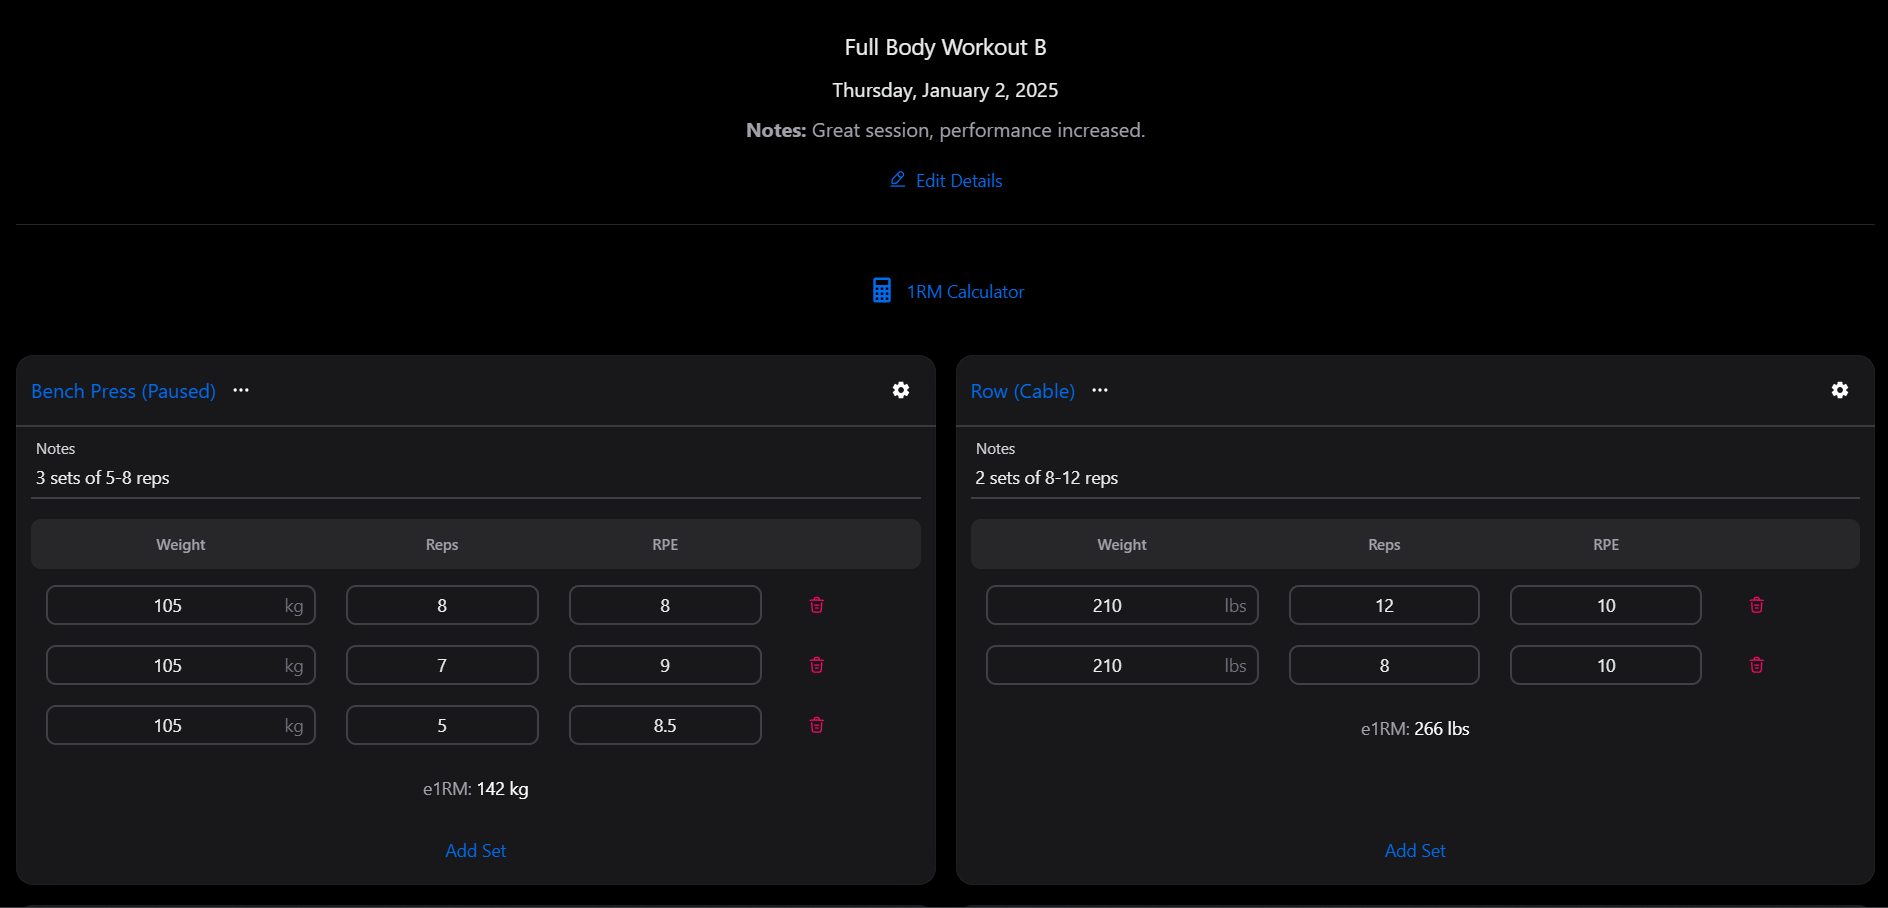 Full Body Workout B
Thursday, January 2, 2025
Notes: Great session, performance increased.
Edit Details
1RM Calculator
Bench Press (Paused)
Notes
3 sets of 5-8 reps
Weight Reps RPE
105 kg 8 8
105 kg 7 9
105 kg 5 8.5
e1RM: 142 kg
Add Set
Row (Cable)
Notes
2 sets of 8-12 reps
Weight Reps RPE
210 lbs 12 10
210 lbs 8 10
e1RM: 266 lbs
Add Set